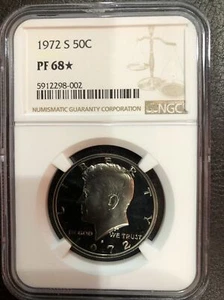 1972 S 50C
PF 68★
5912298-002
NUMISMATIC GUARANTY CORPORATION
NGC
LIBERTY
IN GOD WE TRUST
1972